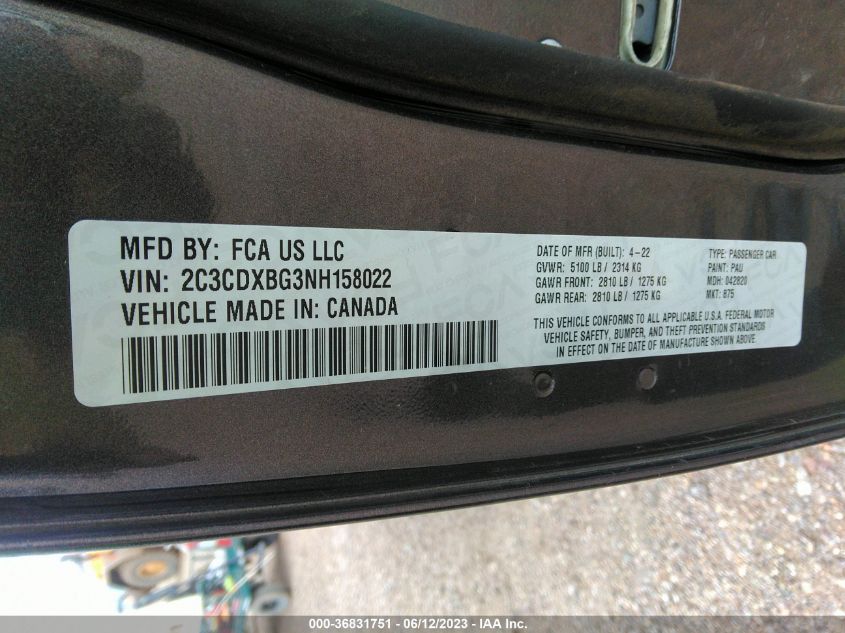 MFD BY: FCA US LLC
VIN: 2C3CDXBG3NH158022
VEHICLE MADE IN: CANADA
DATE OF MFR (BUILT): 4-22
GVWR: 5100 LB / 2314 KG
GAWR FRONT: 2810 LB / 1275 KG
GAWR REAR: 2810 LB / 1275 KG
TYPE: PASSENGER CAR
PAINT: PAU
MDH: 042820
MKT: 875
THIS VEHICLE CONFORMS TO ALL APPLICABLE U.S.A. FEDERAL MOTOR
VEHICLE SAFETY, BUMPER, AND THEFT PREVENTION STANDARDS
IN EFFECT ON THE DATE OF MANUFACTURE SHOWN ABOVE.
000-36831751 - 06/12/2023 - IAA Inc.